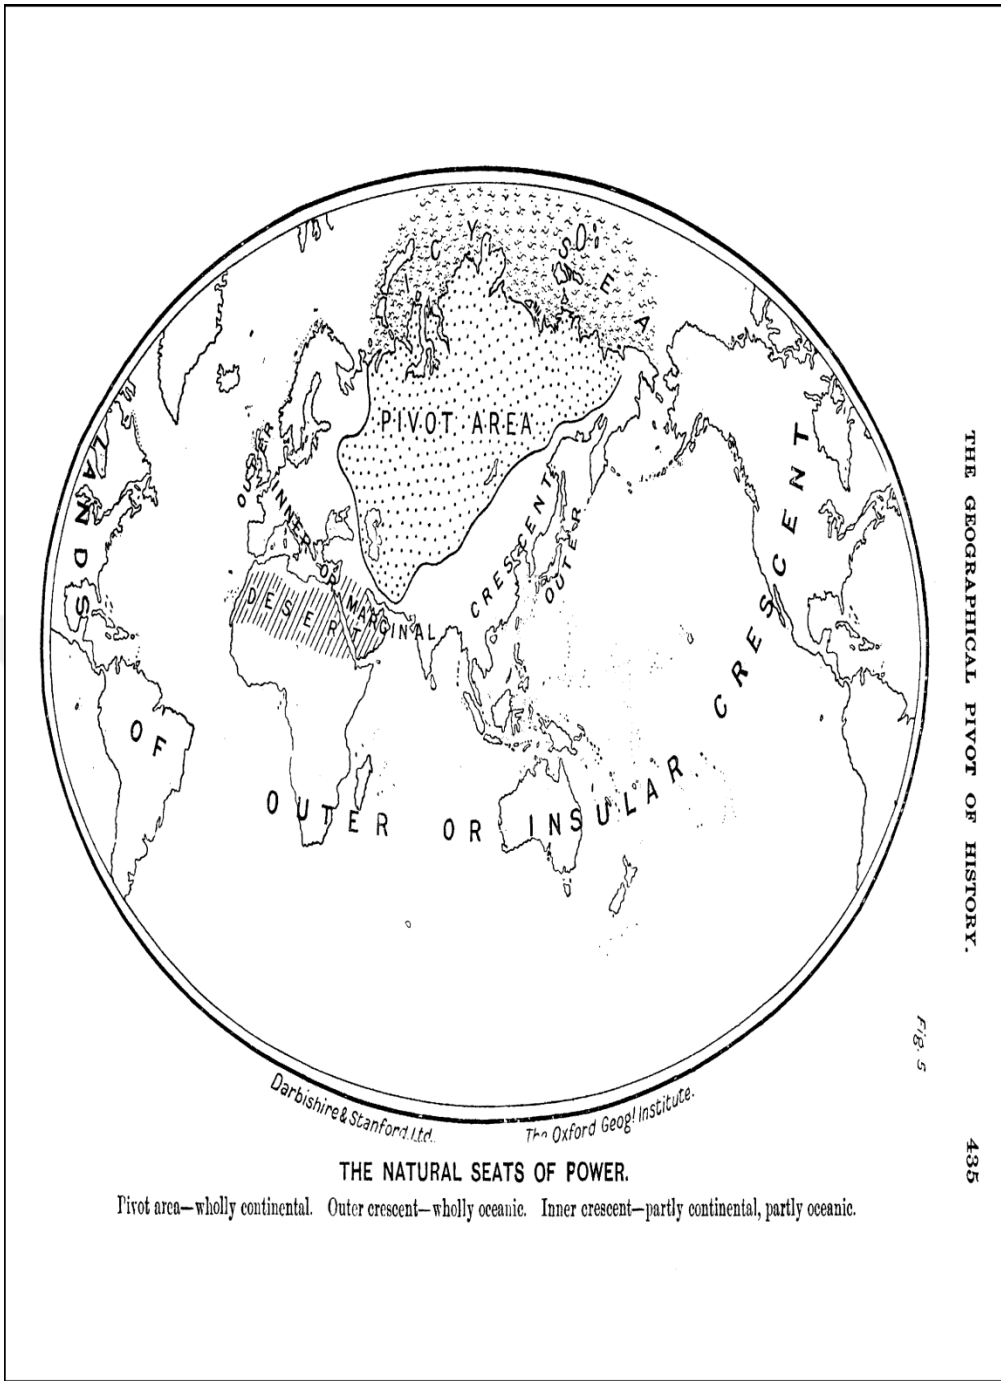 THE GEOGRAPHICAL PIVOT OF HISTORY.
435
Fig. 5
ICY SEA
PIVOT AREA
OUTER
INNER OR MARGINAL CRESCENT
OUTER
DESERT
LANDS OF OUTER OR INSULAR CRESCENT
Darbishire & Stanford, Ltd.
The Oxford Geogl. Institute.
THE NATURAL SEATS OF POWER.
Pivot area—wholly continental. Outer crescent—wholly oceanic. Inner crescent—partly continental, partly oceanic.